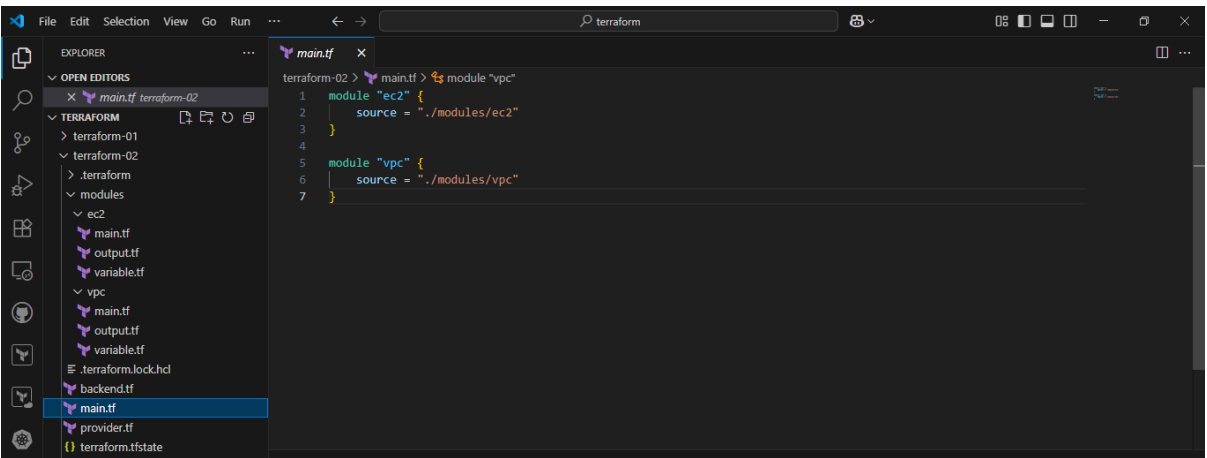 File Edit Selection View Go Run ...
terraform
EXPLORER ...
OPEN EDITORS
main.tf terraform-02
TERRAFORM
terraform-01
terraform-02
.terraform
modules
ec2
main.tf
output.tf
variable.tf
vpc
main.tf
output.tf
variable.tf
.terraform.lock.hcl
backend.tf
main.tf
provider.tf
{} terraform.tfstate
main.tf
terraform-02 > main.tf > module "vpc"
1 module "ec2" {
2 source = "./modules/ec2"
3 }
4
5 module "vpc" {
6 source = "./modules/vpc"
7 }